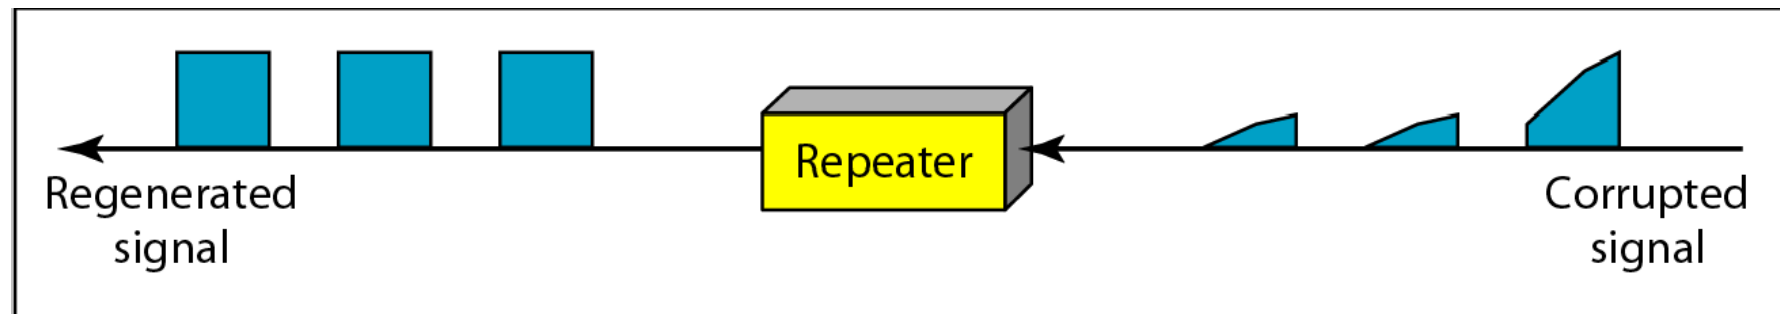 Repeater
Regenerated
signal
Corrupted
signal